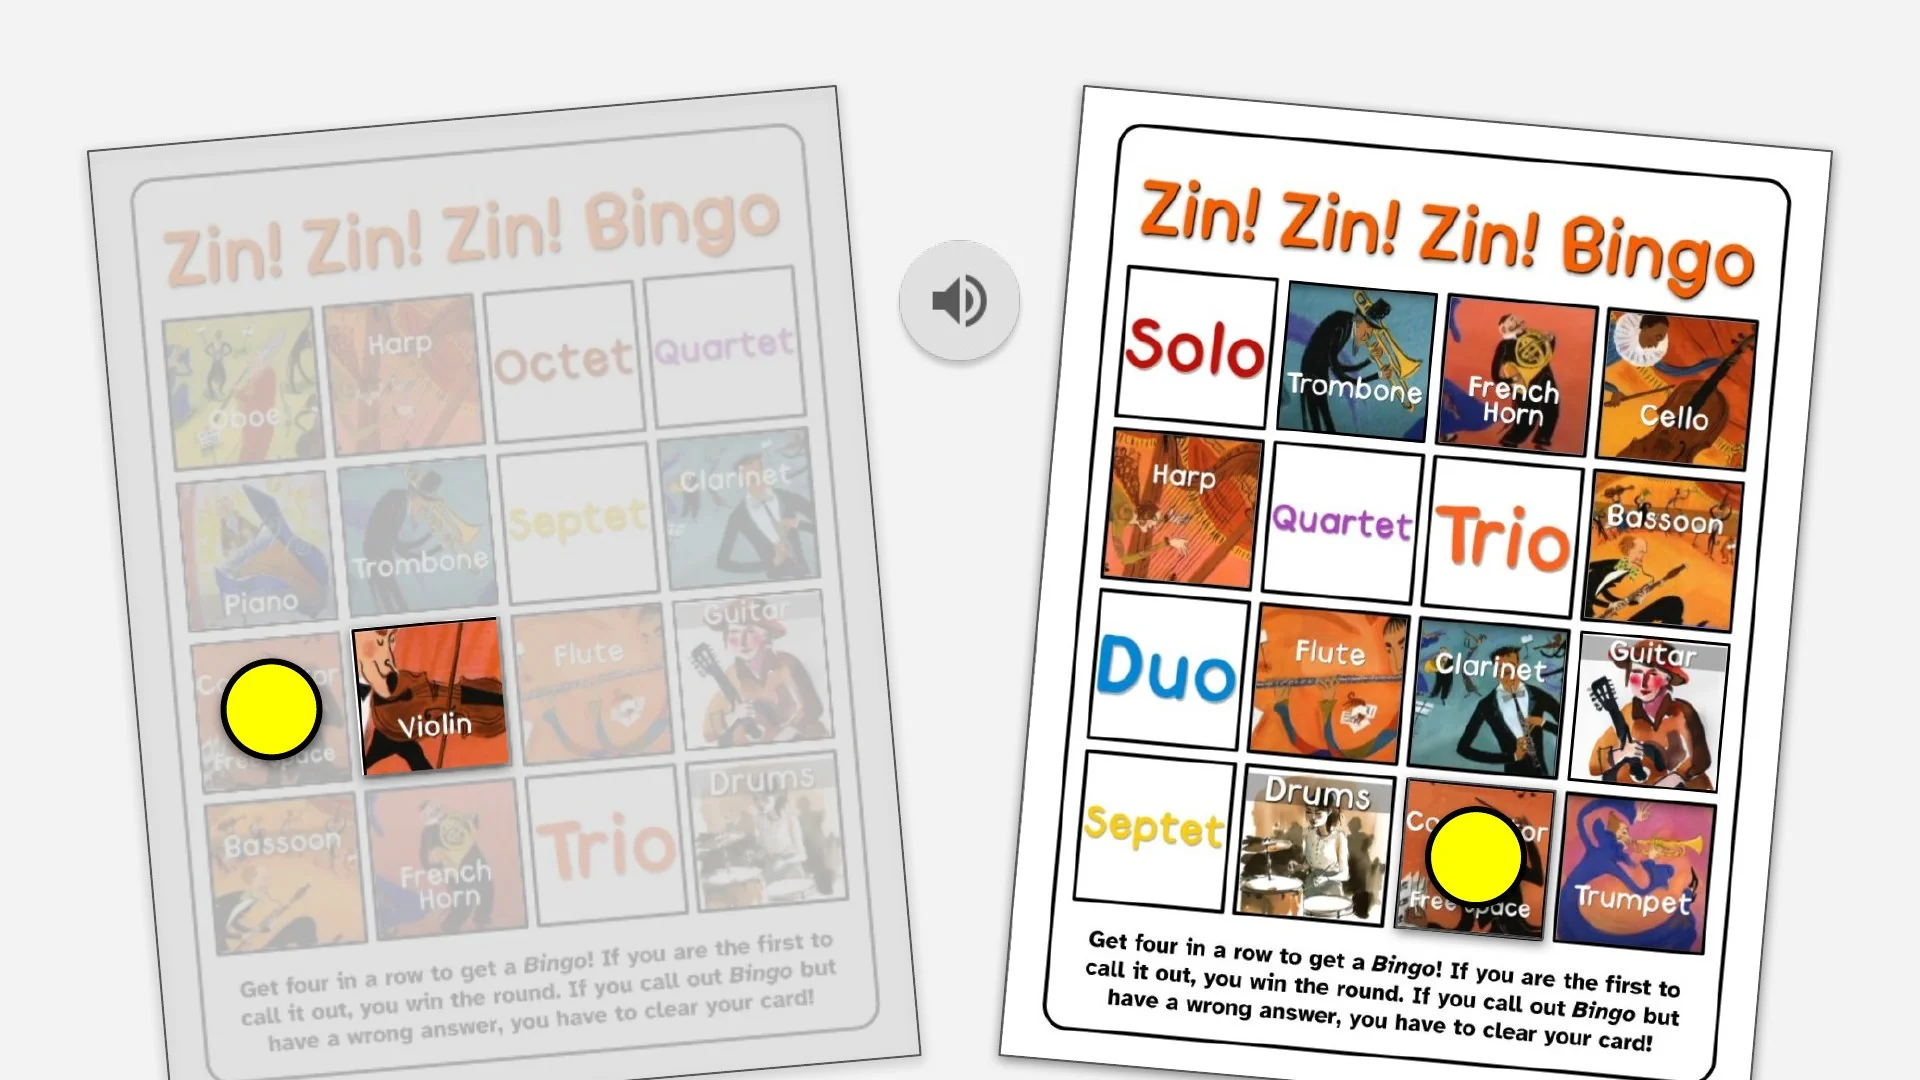 Zin! Zin! Zin! Bingo
Oboe
Harp
Octet
Quartet
Piano
Trombone
Septet
Clarinet
Violin
Flute
Guitar
Bassoon
French
Horn
Trio
Drums
Get four in a row to get a Bingo! If you are the first to
call it out, you win the round. If you call out Bingo but
have a wrong answer, you have to clear your card!
Zin! Zin! Zin! Bingo
Solo
Trombone
French
Horn
Cello
Harp
Quartet
Trio
Bassoon
Duo
Flute
Clarinet
Guitar
Septet
Drums
Free space
Trumpet
Get four in a row to get a Bingo! If you are the first to
call it out, you win the round. If you call out Bingo but
have a wrong answer, you have to clear your card!